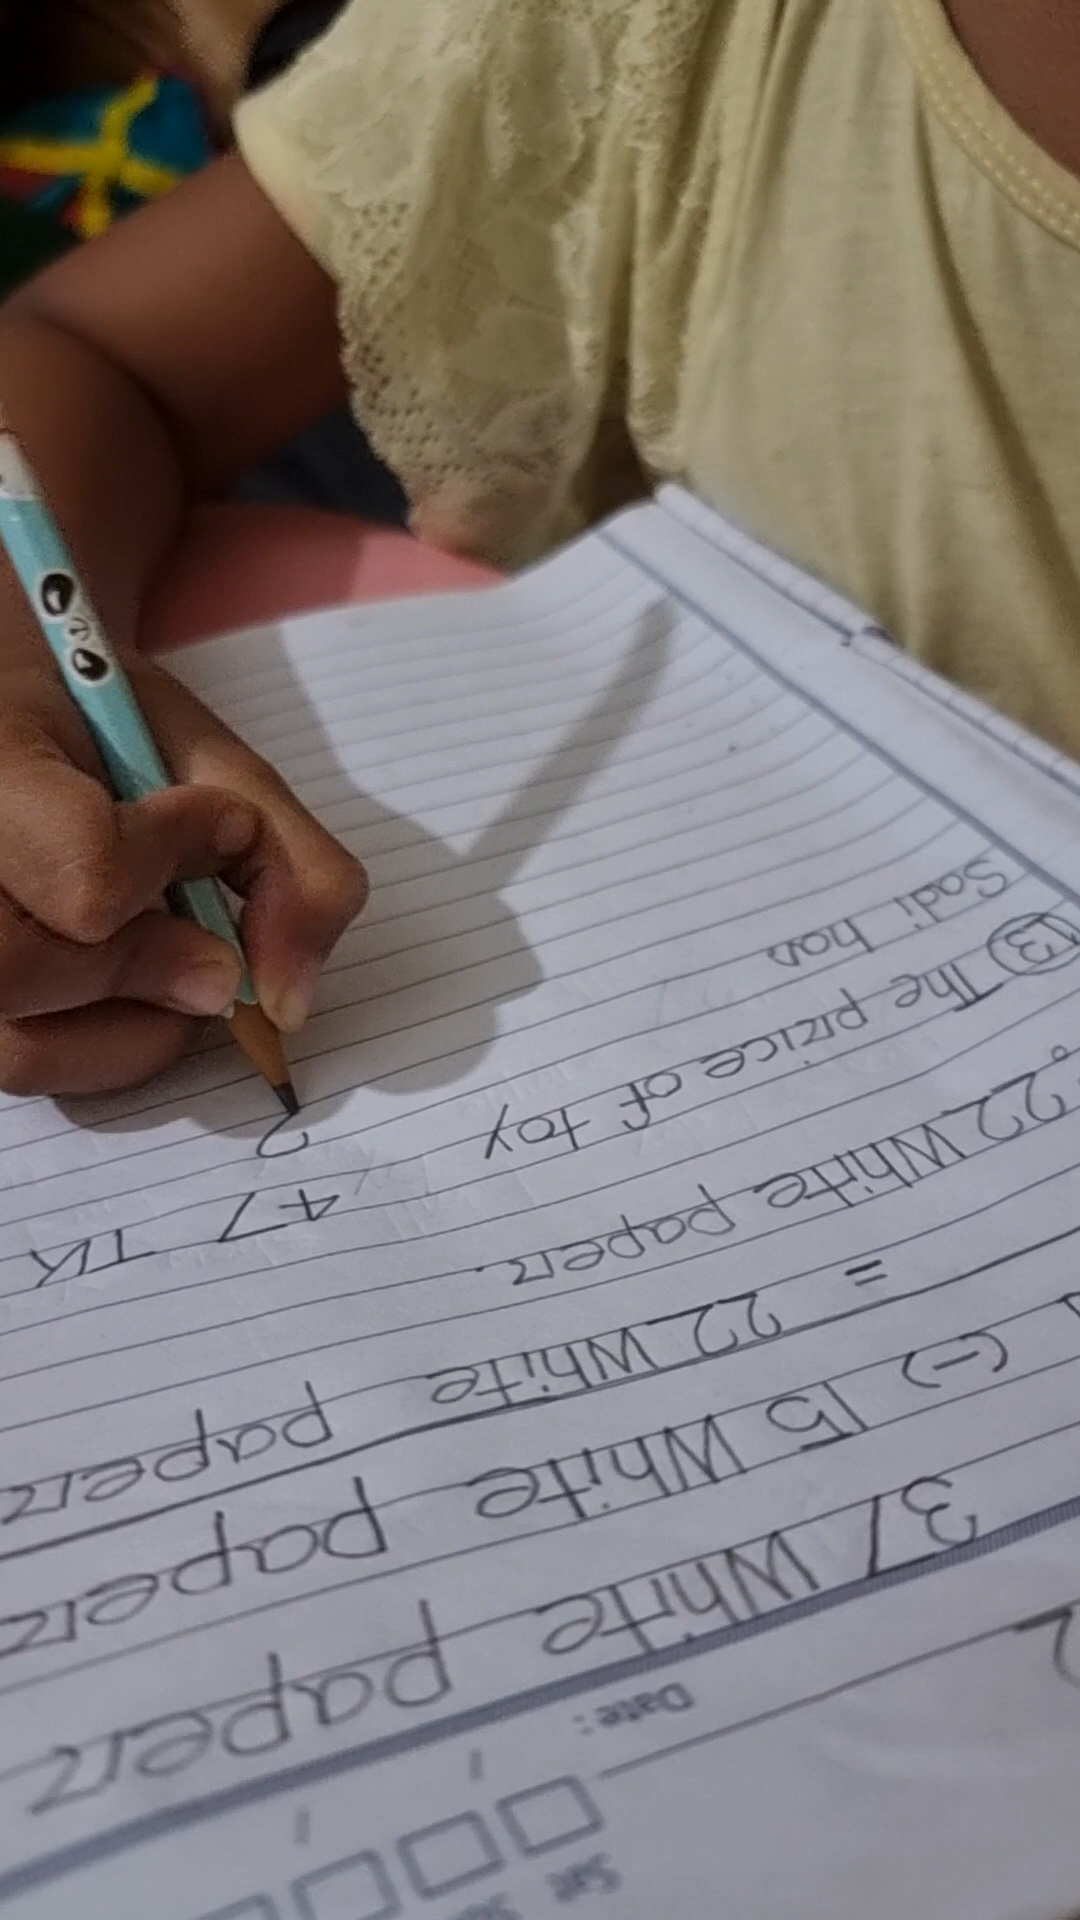 Sat
Date:
37 White paper
(-) 15 White paper
= 22 White paper
22 White paper.
13 The price of toy 47 TK
Sadi has 2